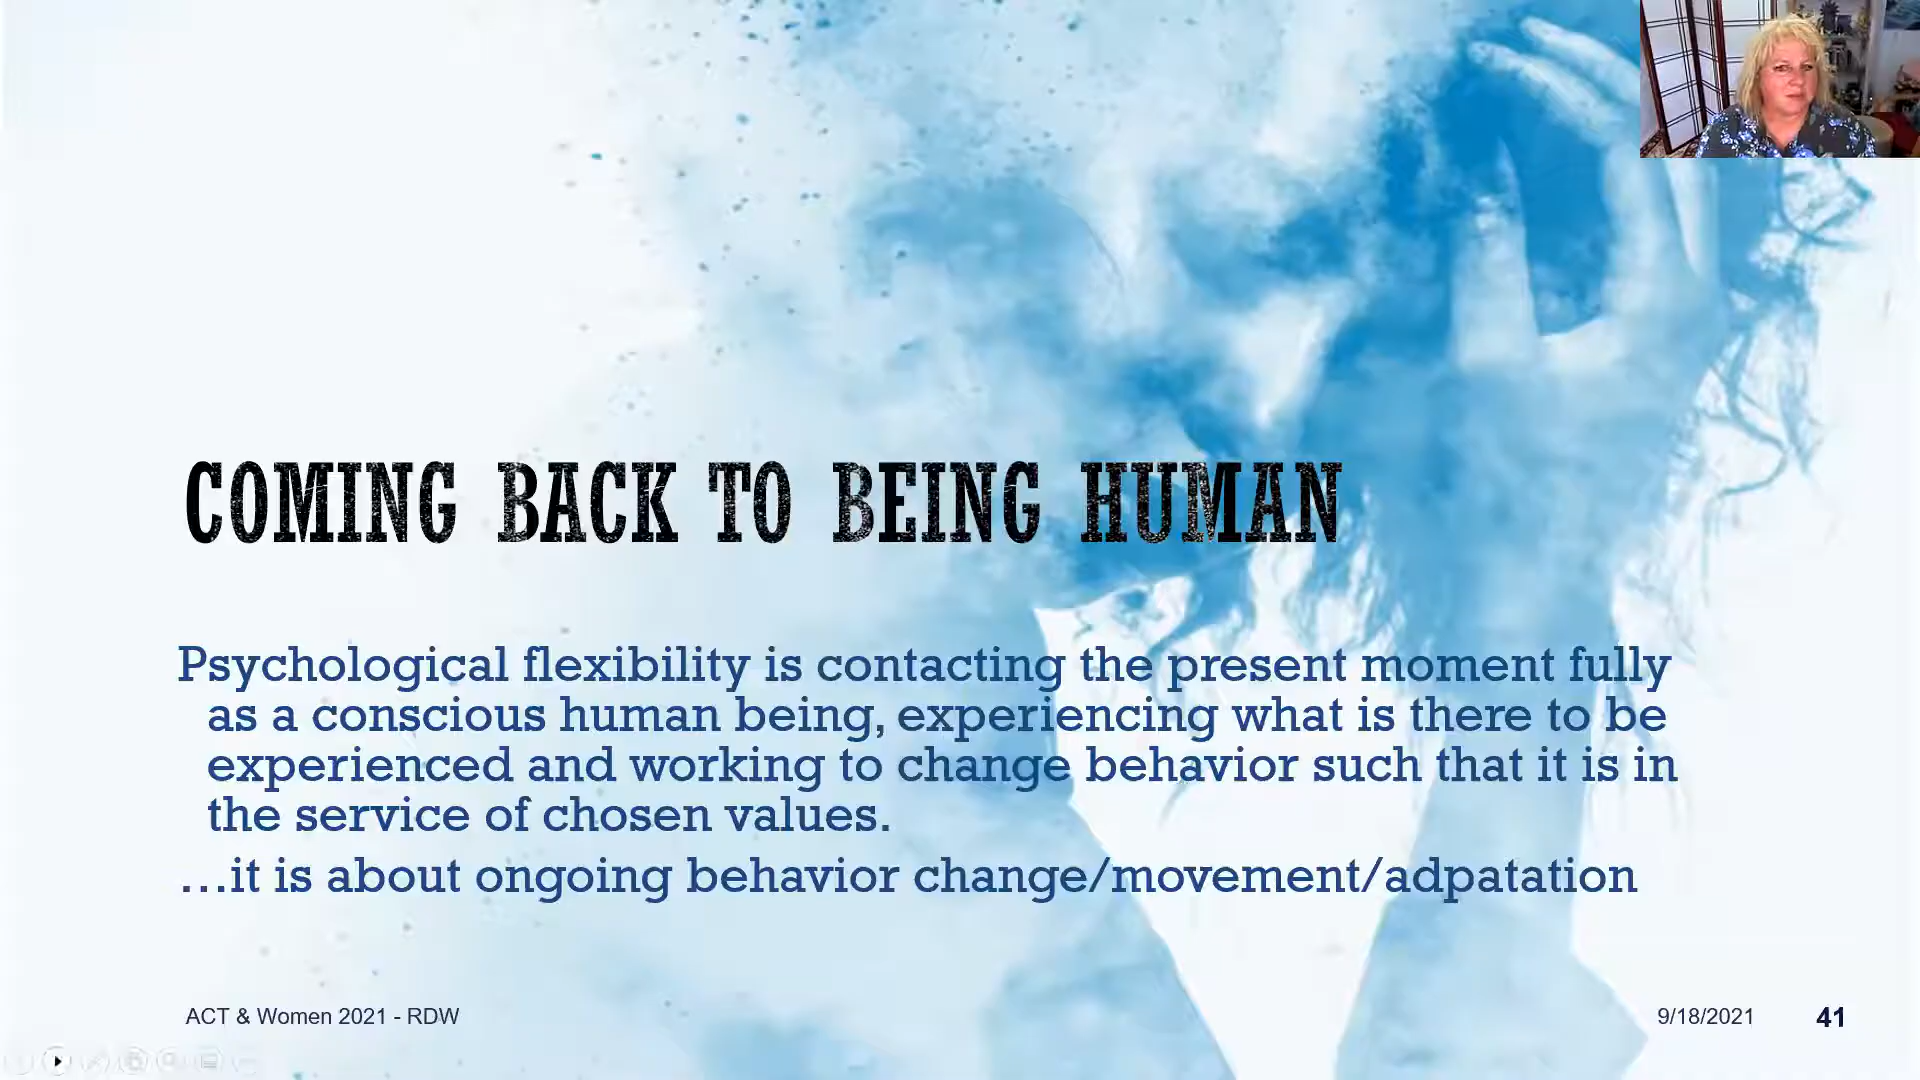 COMING BACK TO BEING HUMAN
Psychological flexibility is contacting the present moment fully
as a conscious human being, experiencing what is there to be
experienced and working to change behavior such that it is in
the service of chosen values.
…it is about ongoing behavior change/movement/adpatation
ACT & Women 2021 - RDW
9/18/2021
41